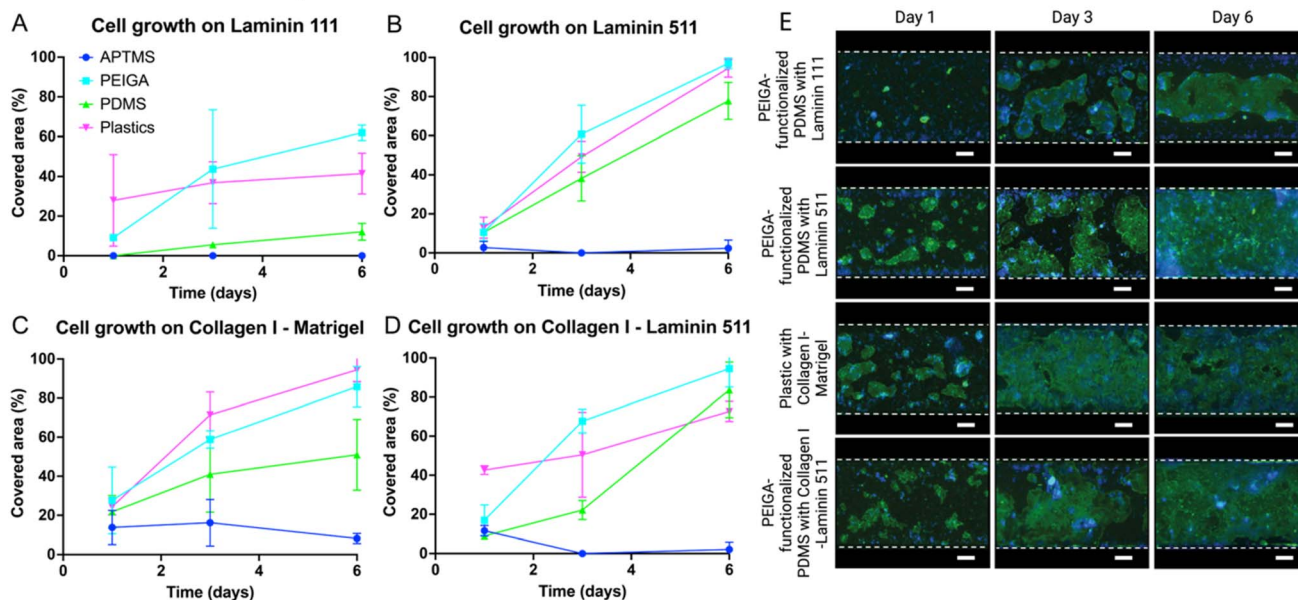 A
Cell growth on Laminin 111
APTMS
PEIGA
PDMS
Plastics
Covered area (%)
100
80
60
40
20
0
0
2
4
6
Time (days)
B
Cell growth on Laminin 511
Covered area (%)
100
80
60
40
20
0
0
2
4
6
Time (days)
C
Cell growth on Collagen I - Matrigel
Covered area (%)
100
80
60
40
20
0
0
2
4
6
Time (days)
D
Cell growth on Collagen I - Laminin 511
Covered area (%)
100
80
60
40
20
0
0
2
4
6
Time (days)
E
Day 1
Day 3
Day 6
PEIGA-
functionalized
PDMS with
Laminin 111
PEIGA-
functionalized
PDMS with
Laminin 511
Plastic with
Collagen I-
Matrigel
PEIGA-
functionalized
PDMS with Collagen I
-Laminin 511